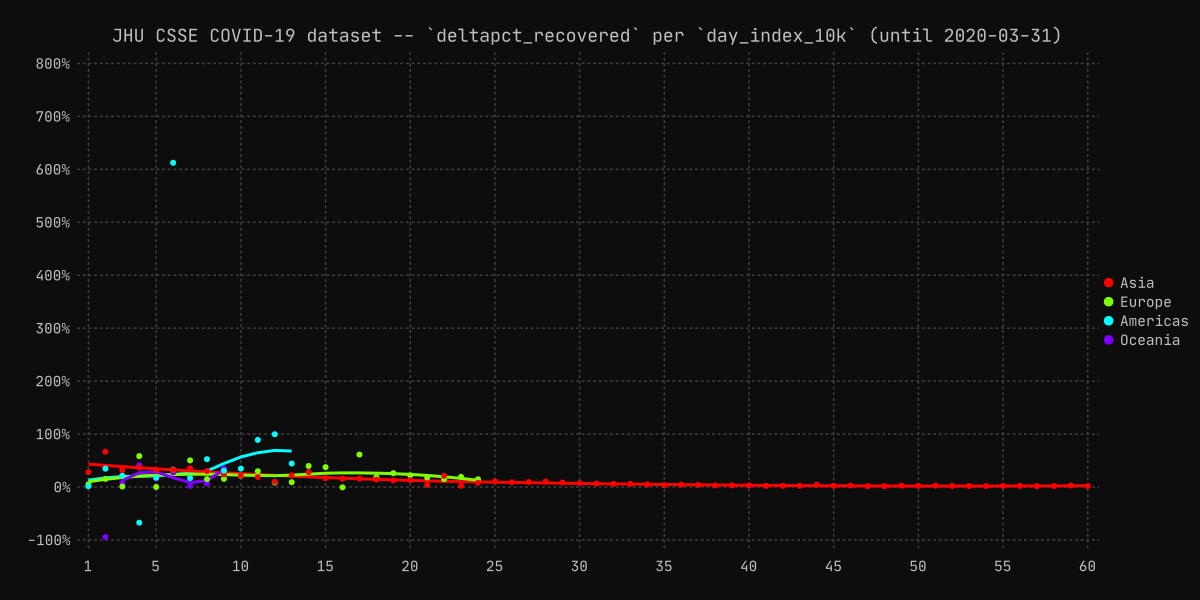 JHU CSSE COVID-19 dataset -- `deltapct_recovered` per `day_index_10k` (until 2020-03-31)
800%
700%
600%
500%
400%
300%
200%
100%
0%
-100%
1 5 10 15 20 25 30 35 40 45 50 55 60
Asia
Europe
Americas
Oceania